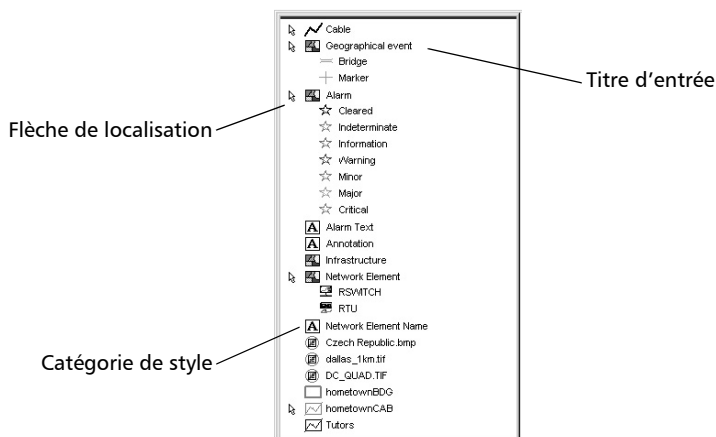 Cable
Geographical event
Bridge
Marker
Titre d'entrée
Alarm
Cleared
Flèche de localisation
Indeterminate
Information
Warning
Minor
Major
Critical
A Alarm Text
A Annotation
Infrastructure
Network Element
RSWITCH
RTU
A Network Element Name
Czech Republic.bmp
Catégorie de style
dallas_1km.tif
DC_QUAD.TIF
hometownBDG
hometownCAB
Tutors